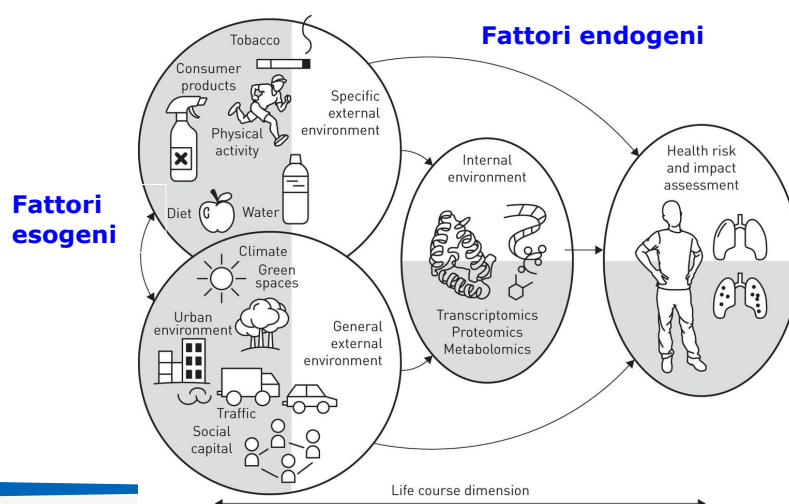 Fattori endogeni
Fattori
esogeni
Tobacco
Consumer
products
Physical
activity
Diet
Water
Specific
external
environment
Climate
Green
spaces
Urban
environment
Traffic
Social
capital
General
external
environment
Internal
environment
Transcriptomics
Proteomics
Metabolomics
Health risk
and impact
assessment
Life course dimension